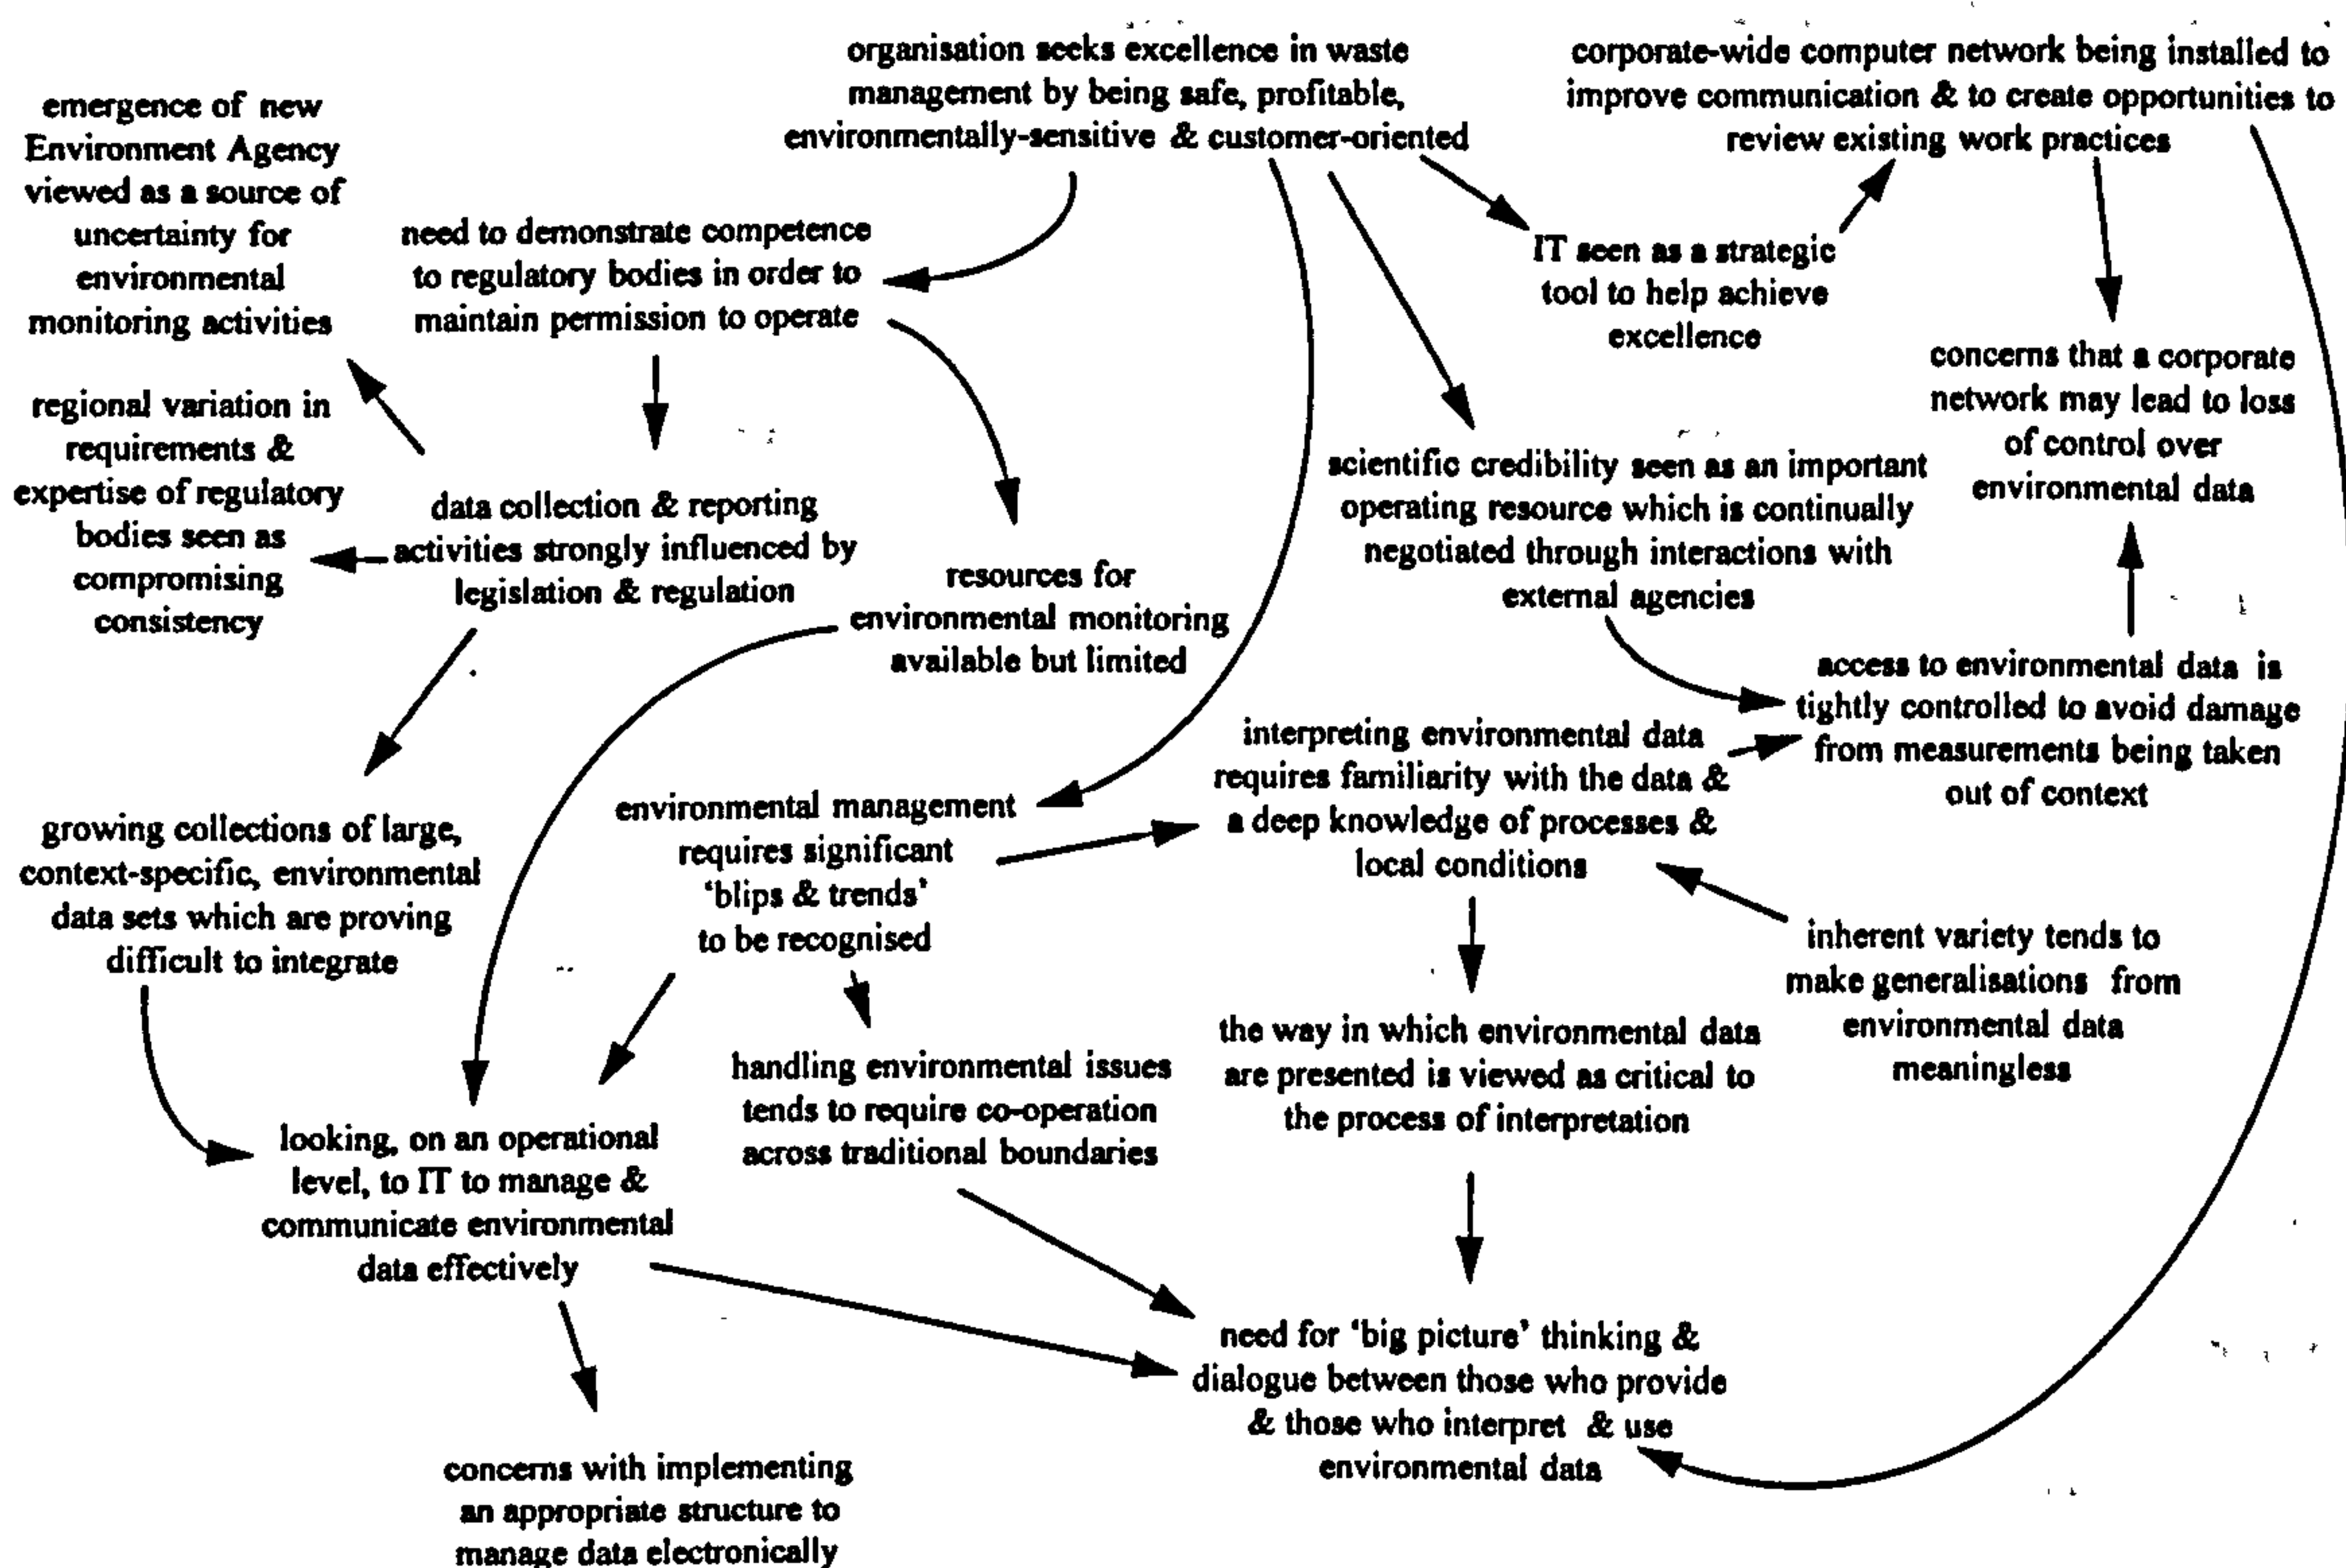 organisation seeks excellence in waste
management by being safe, profitable,
environmentally-sensitive & customer-oriented
corporate-wide computer network being installed to
improve communication & to create opportunities to
review existing work practices
emergence of new
Environment Agency
viewed as a source of
uncertainty for
environmental
monitoring activities
need to demonstrate competence
to regulatory bodies in order to
maintain permission to operate
IT seen as a strategic
tool to help achieve
excellence
concerns that a corporate
network may lead to loss
of control over
environmental data
regional variation in
requirements &
expertise of regulatory
bodies seen as
compromising
consistency
data collection & reporting
activities strongly influenced by
legislation & regulation
resources for
environmental monitoring
available but limited
scientific credibility seen as an important
operating resource which is continually
negotiated through interactions with
external agencies
access to environmental data is
tightly controlled to avoid damage
from measurements being taken
out of context
interpreting environmental data
requires familiarity with the data &
a deep knowledge of processes &
local conditions
environmental management
requires significant
'blips & trends'
to be recognised
growing collections of large,
context-specific, environmental
data sets which are proving
difficult to integrate
inherent variety tends to
make generalisations from
environmental data
meaningless
the way in which environmental data
are presented is viewed as critical to
the process of interpretation
handling environmental issues
tends to require co-operation
across traditional boundaries
looking, on an operational
level, to IT to manage &
communicate environmental
data effectively
need for 'big picture' thinking &
dialogue between those who provide
& those who interpret & use
environmental data
concerns with implementing
an appropriate structure to
manage data electronically